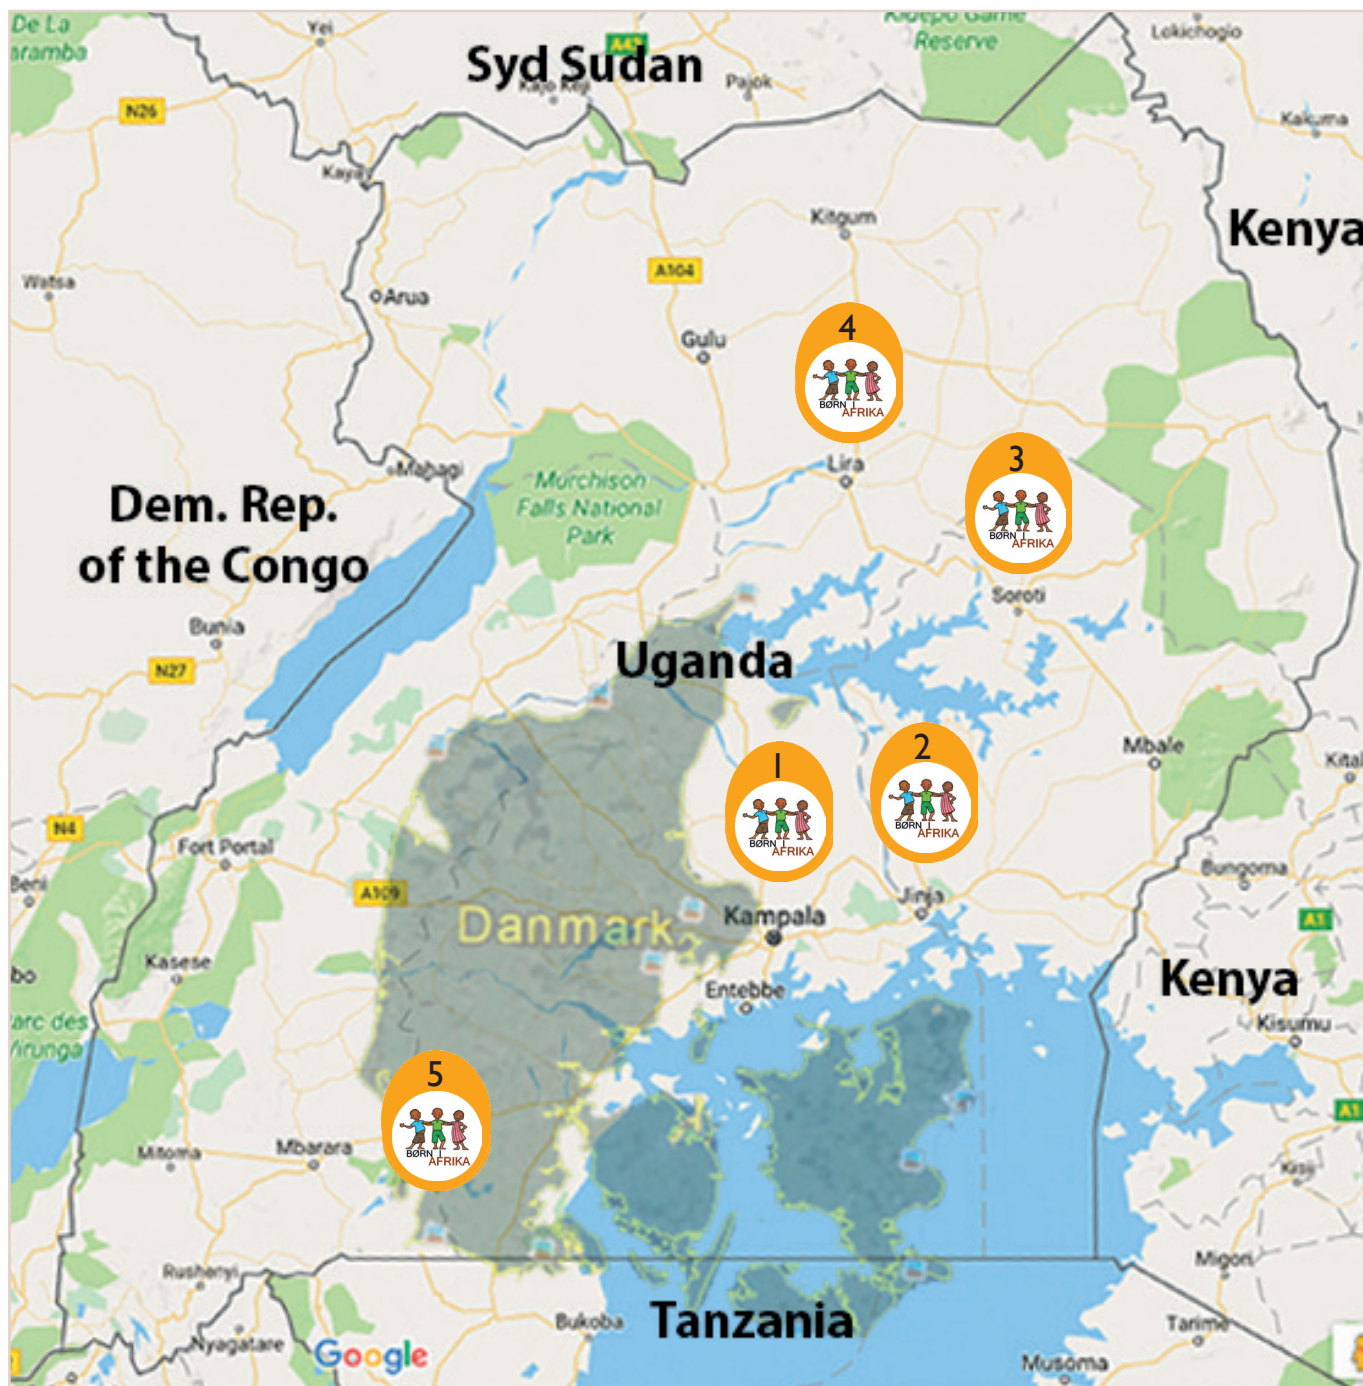 De La
aramba
Yei
Syd Sudan
A43
Kajo Keji
Pajok
Kidepo Game
Reserve
Lokichogio
N26
Kakuma
Kaya
Kitgum
Kenya
A104
Watsa
Arua
4
Gulu
BØRN I
AFRIKA
3
Lira
Mahagi
Murchison
Falls National
Park
BØRN I
AFRIKA
Dem. Rep.
of the Congo
Soroti
Bunia
Uganda
N27
1
2
Mbale
Kital
BØRN I
AFRIKA
BØRN I
AFRIKA
N4
Fort Portal
Bungoma
Beni
A109
Jinja
Danmark
Kampala
A1
Kasese
bo
Kenya
Entebbe
arc des
Virunga
Kisumu
5
A1
BØRN I
AFRIKA
Mitoma
Mbarara
Kisii
Rushenyi
Migori
Nyagatare
Google
Bukoba
Tanzania
Tarime
Musoma